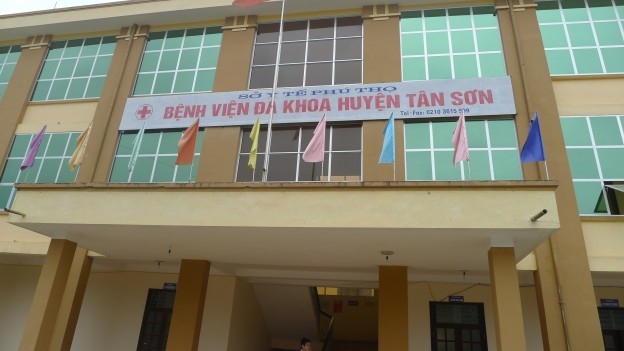 SỞ Y TẾ PHÚ THỌ
BỆNH VIỆN ĐA KHOA HUYỆN TÂN SƠN